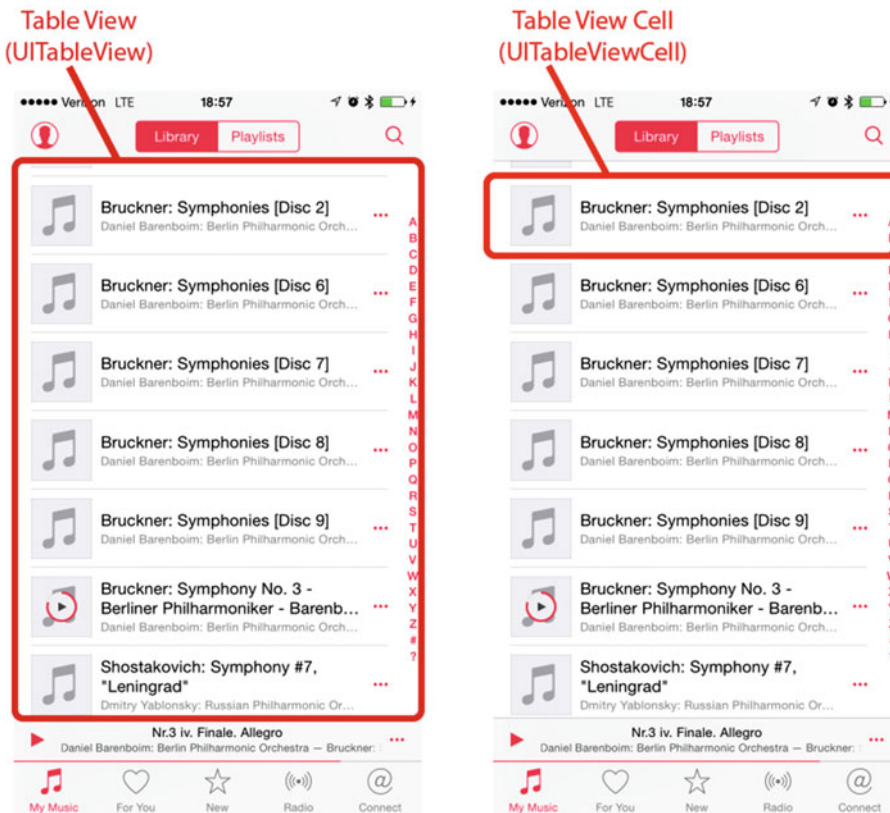 Table View
(UITableView)
Verizon LTE 18:57
Library Playlists
Bruckner: Symphonies [Disc 2]
Daniel Barenboim: Berlin Philharmonic Orch...
Bruckner: Symphonies [Disc 6]
Daniel Barenboim: Berlin Philharmonic Orch...
Bruckner: Symphonies [Disc 7]
Daniel Barenboim: Berlin Philharmonic Orch...
Bruckner: Symphonies [Disc 8]
Daniel Barenboim: Berlin Philharmonic Orch...
Bruckner: Symphonies [Disc 9]
Daniel Barenboim: Berlin Philharmonic Orch...
Bruckner: Symphony No. 3 -
Berliner Philharmoniker - Barenb...
Daniel Barenboim: Berlin Philharmonic Orch...
Shostakovich: Symphony #7,
"Leningrad"
Dmitry Yablonsky: Russian Philharmonic Or...
A
B
C
D
E
F
G
H
I
J
K
L
M
N
O
P
Q
R
S
T
U
V
W
X
Y
Z
#
?
Nr.3 iv. Finale. Allegro
Daniel Barenboim: Berlin Philharmonic Orchestra — Bruckner:
My Music For You New Radio Connect
Table View Cell
(UITableViewCell)
Verizon LTE 18:57
Library Playlists
Bruckner: Symphonies [Disc 2]
Daniel Barenboim: Berlin Philharmonic Orch...
Bruckner: Symphonies [Disc 6]
Daniel Barenboim: Berlin Philharmonic Orch...
Bruckner: Symphonies [Disc 7]
Daniel Barenboim: Berlin Philharmonic Orch...
Bruckner: Symphonies [Disc 8]
Daniel Barenboim: Berlin Philharmonic Orch...
Bruckner: Symphonies [Disc 9]
Daniel Barenboim: Berlin Philharmonic Orch...
Bruckner: Symphony No. 3 -
Berliner Philharmoniker - Barenb...
Daniel Barenboim: Berlin Philharmonic Orch...
Shostakovich: Symphony #7,
"Leningrad"
Dmitry Yablonsky: Russian Philharmonic Or...
Nr.3 iv. Finale. Allegro
Daniel Barenboim: Berlin Philharmonic Orchestra — Bruckner:
My Music For You New Radio Connect